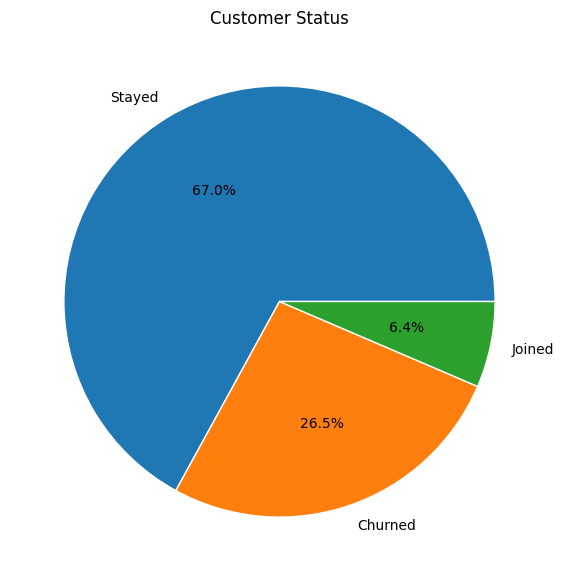 Customer Status
Stayed
67.0%
6.4%
Joined
26.5%
Churned